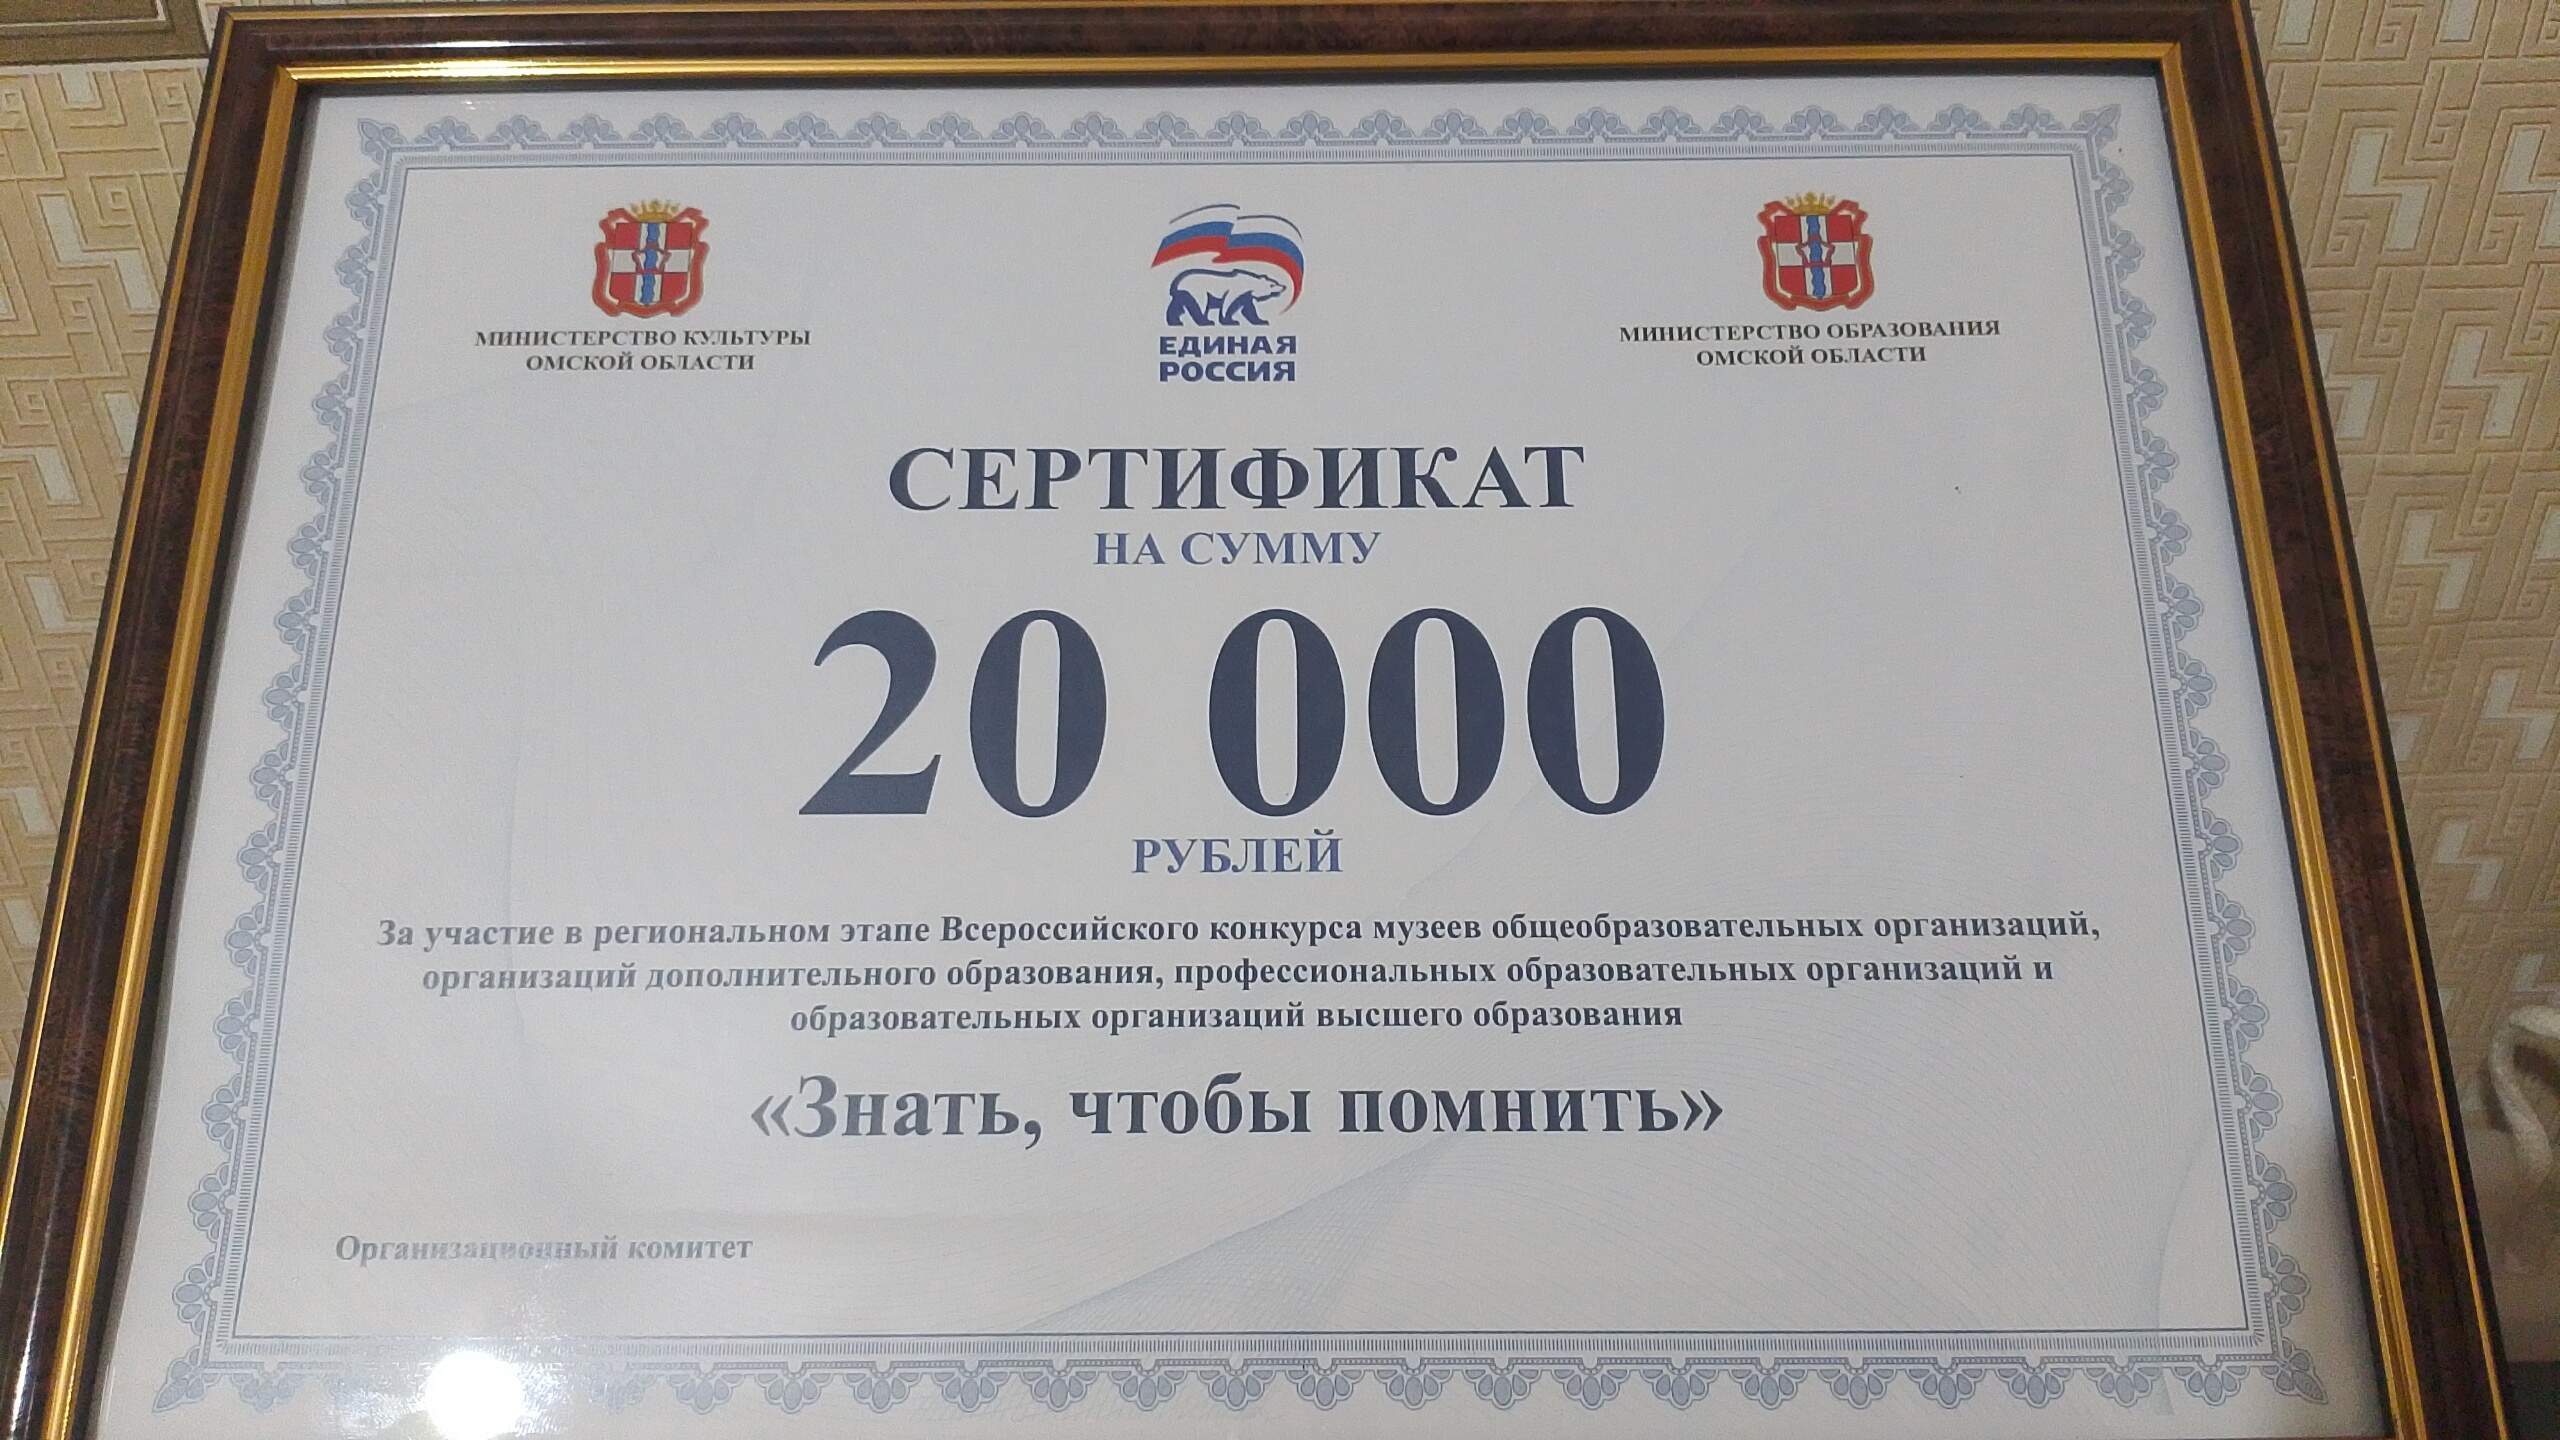 МИНИСТЕРСТВО КУЛЬТУРЫ
ОМСКОЙ ОБЛАСТИ
ЕДИНАЯ
РОССИЯ
МИНИСТЕРСТВО ОБРАЗОВАНИЯ
ОМСКОЙ ОБЛАСТИ
СЕРТИФИКАТ
НА СУММУ
20 000
РУБЛЕЙ
За участие в региональном этапе Всероссийского конкурса музеев общеобразовательных организаций,
организаций дополнительного образования, профессиональных образовательных организаций и
образовательных организаций высшего образования
«Знать, чтобы помнить»
Организационный комитет